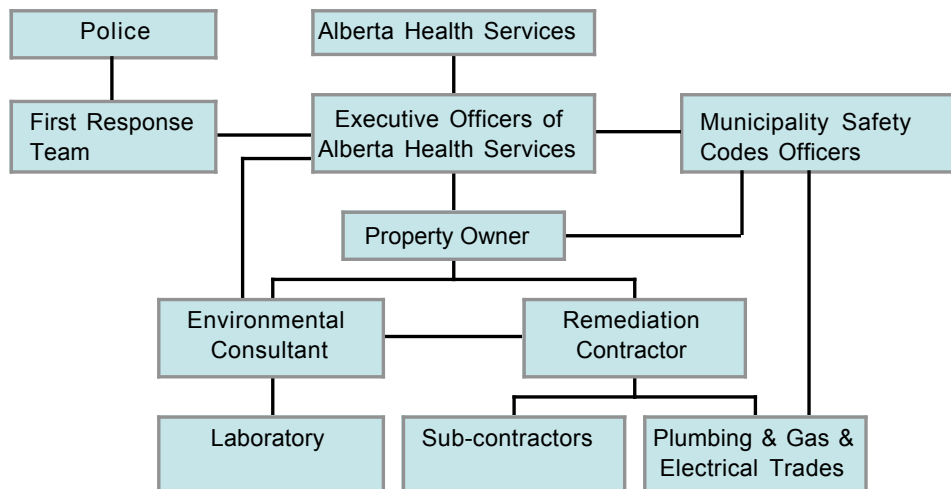 Police
Alberta Health Services
First Response
Team
Executive Officers of
Alberta Health Services
Municipality Safety
Codes Officers
Property Owner
Environmental
Consultant
Remediation
Contractor
Laboratory
Sub-contractors
Plumbing & Gas &
Electrical Trades